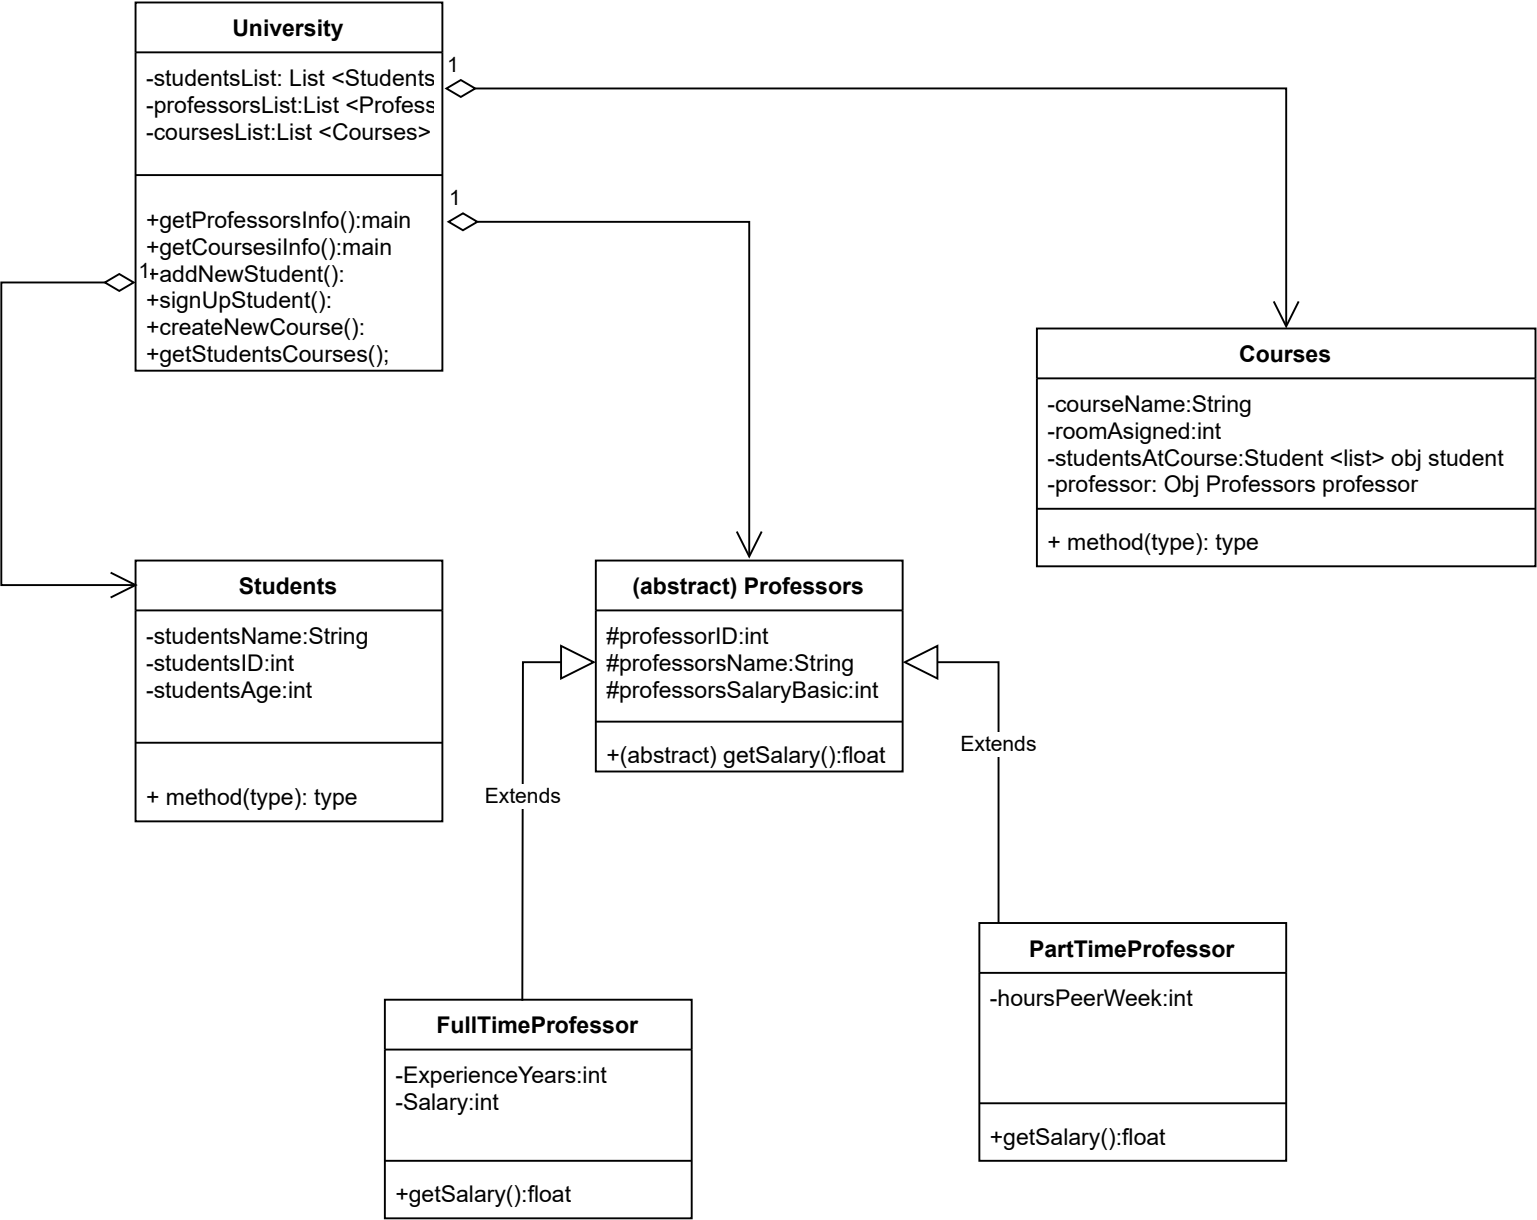 University
-studentsList: List <Students
-professorsList:List <Profess
-coursesList:List <Courses>
+getProfessorsInfo():main
+getCoursesiInfo():main
+addNewStudent():
+signUpStudent():
+createNewCourse():
+getStudentsCourses();
1
1
1
Courses
-courseName:String
-roomAsigned:int
-studentsAtCourse:Student <list> obj student
-professor: Obj Professors professor
+ method(type): type
Students
-studentsName:String
-studentsID:int
-studentsAge:int
+ method(type): type
(abstract) Professors
#professorID:int
#professorsName:String
#professorsSalaryBasic:int
+(abstract) getSalary():float
Extends
Extends
FullTimeProfessor
-ExperienceYears:int
-Salary:int
+getSalary():float
PartTimeProfessor
-hoursPeerWeek:int
+getSalary():float